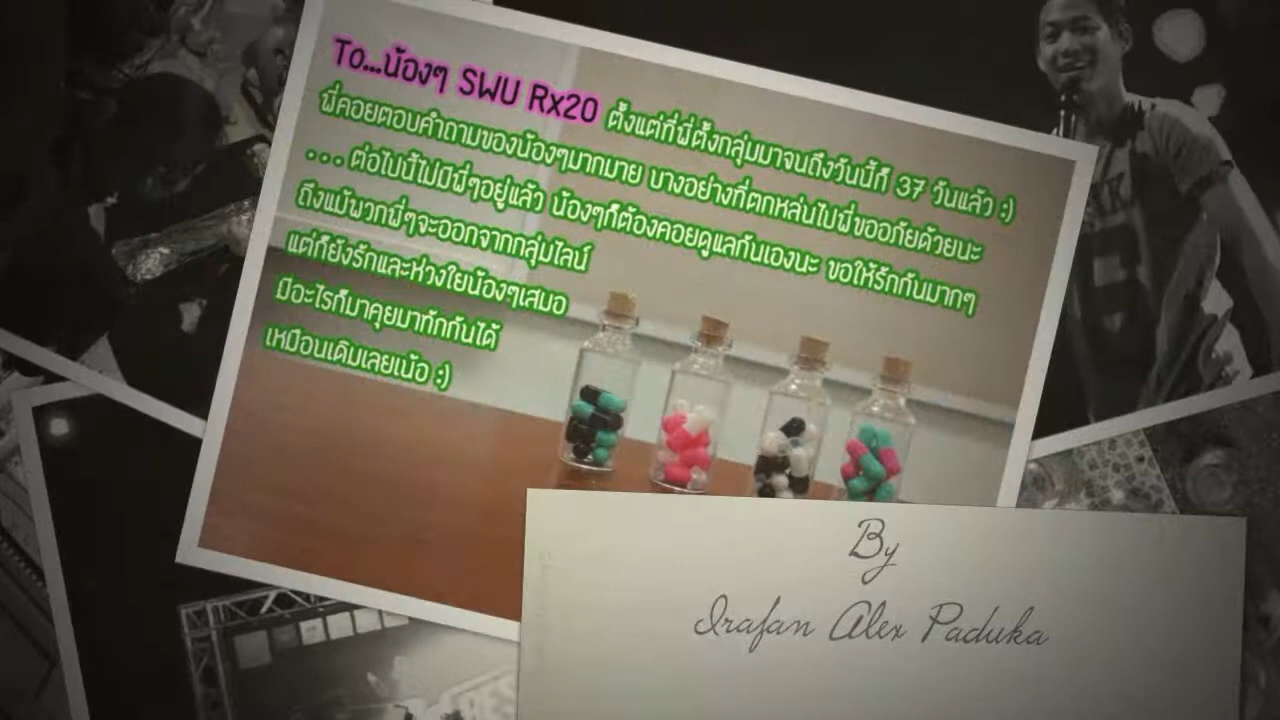 To...น้องๆ SWU Rx20 ตั้งแต่ที่พี่ตั้งกลุ่มมาจนถึงวันนี้ก็ 37 วันแล้ว :)
พี่คอยตอบคำถามของน้องๆมากมาย บางอย่างที่ตกหล่นไปพี่ขออภัยด้วยนะ
...ต่อไปนี้ไม่มีพี่ๆอยู่แล้ว น้องๆก็ต้องคอยดูแลกันเองนะ ขอให้รักกันมากๆ
ถึงแม้พวกพี่ๆจะออกจากกลุ่มไลน์
แต่ก็ยังรักและห่วงใยน้องๆเสมอ
มีอะไรก็มาคุยมาทักกันได้
เหมือนเดิมเลยเน้อ :)
By
Irafan Alex Paduka